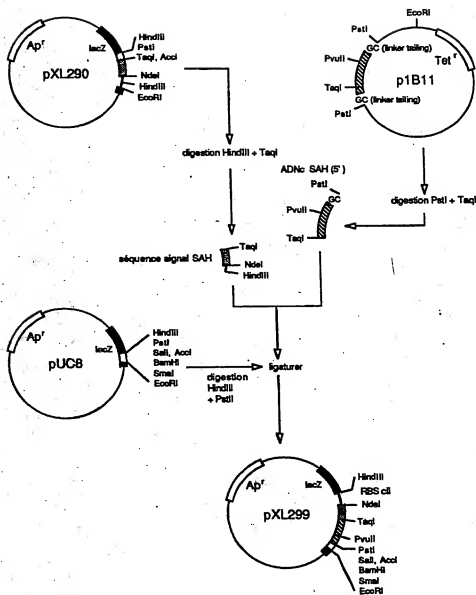 Apʳ
lacZ
HindIII
PstI
TaqI, AccI
NdeI
HindIII
EcoRI
pXL290
EcoRI
PstI
GC (linker tailing)
PvuII
Tetʳ
p1B11
TaqI
GC (linker tailing)
PstI
digestion HindIII + TaqI
ADNc SAH (5')
PstI
GC
PvuII
TaqI
digestion PstI + TaqI
séquence signal SAH
TaqI
NdeI
HindIII
Apʳ
lacZ
pUC8
HindIII
PstI
SalI, AccI
BamHI
SmaI
EcoRI
digestion
HindIII
+ PstII
ligaturer
Apʳ
lacZ
pXL299
HindIII
RBS cII
NdeI
TaqI
PvuII
PstI
SalI, AccI
BamHI
SmaI
EcoRI